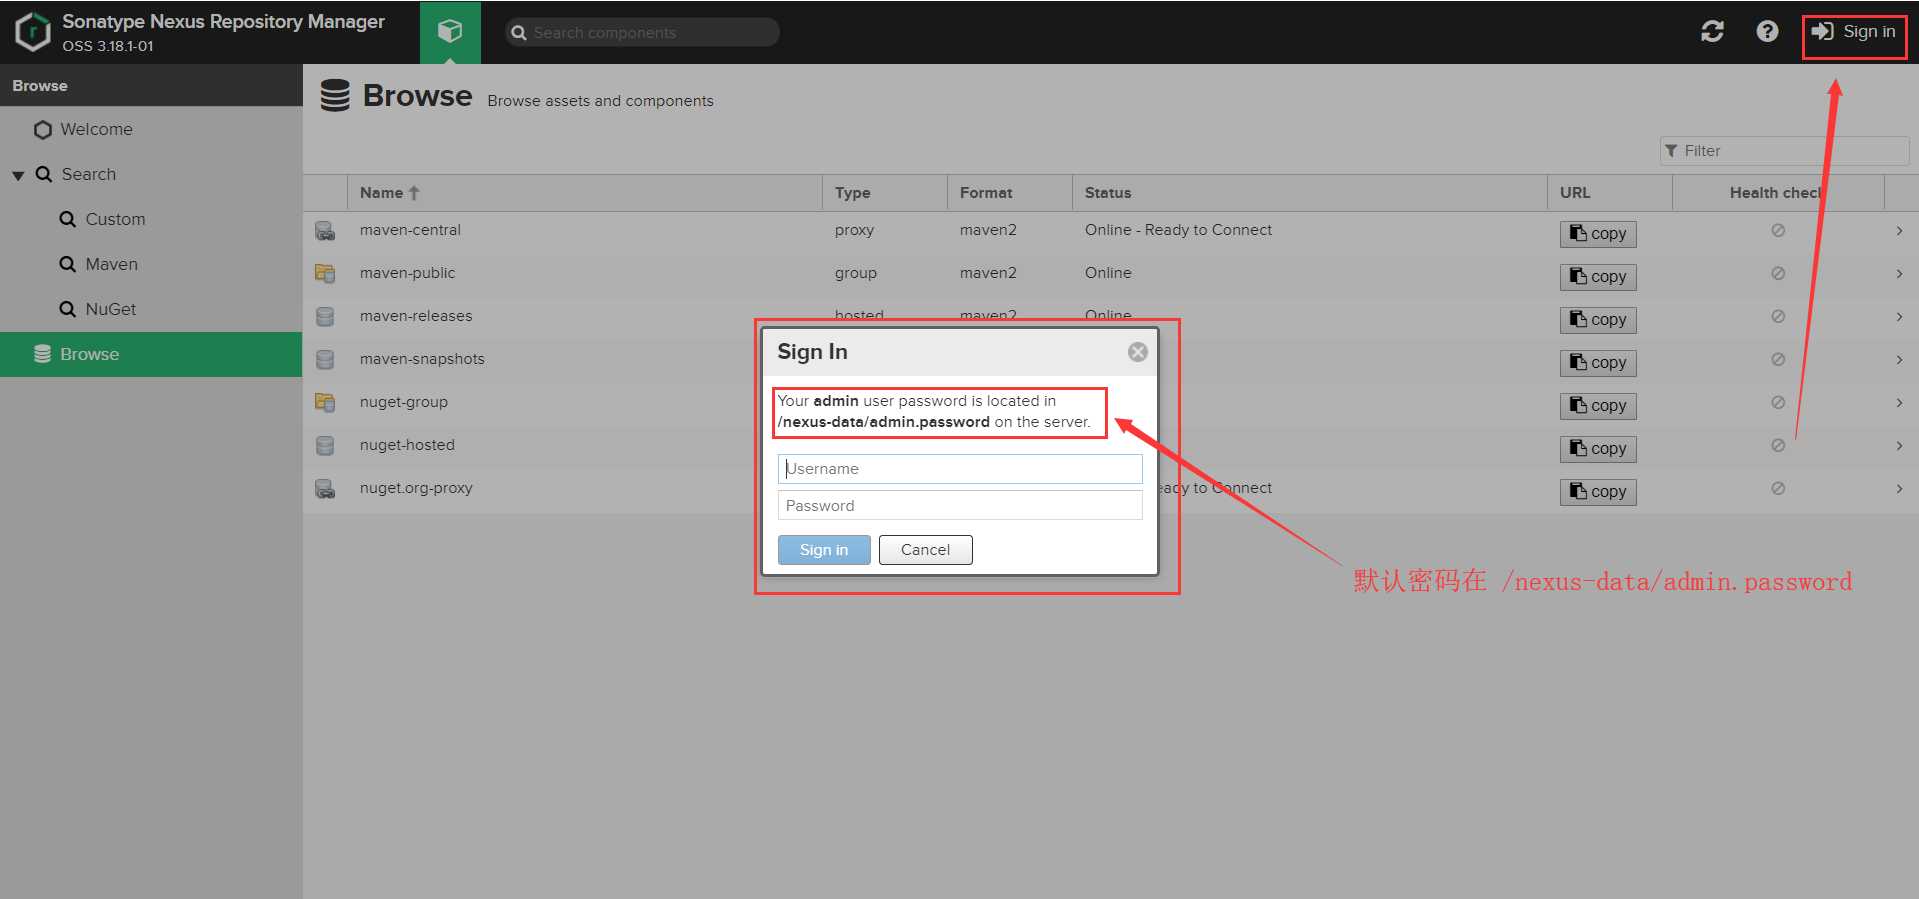 Sonatype Nexus Repository Manager
OSS 3.18.1-01
Search components
Sign in
Browse
Welcome
Search
Custom
Maven
NuGet
Browse
Browse Browse assets and components
Filter
Name Type Format Status URL Health check
maven-central proxy maven2 Online - Ready to Connect copy
maven-public group maven2 Online copy
maven-releases hosted maven2 Online copy
maven-snapshots copy
nuget-group copy
nuget-hosted copy
nuget.org-proxy to Connect copy
Sign In
Your admin user password is located in
/nexus-data/admin.password on the server.
Username
Password
Sign in Cancel
默认密码在 /nexus-data/admin.password